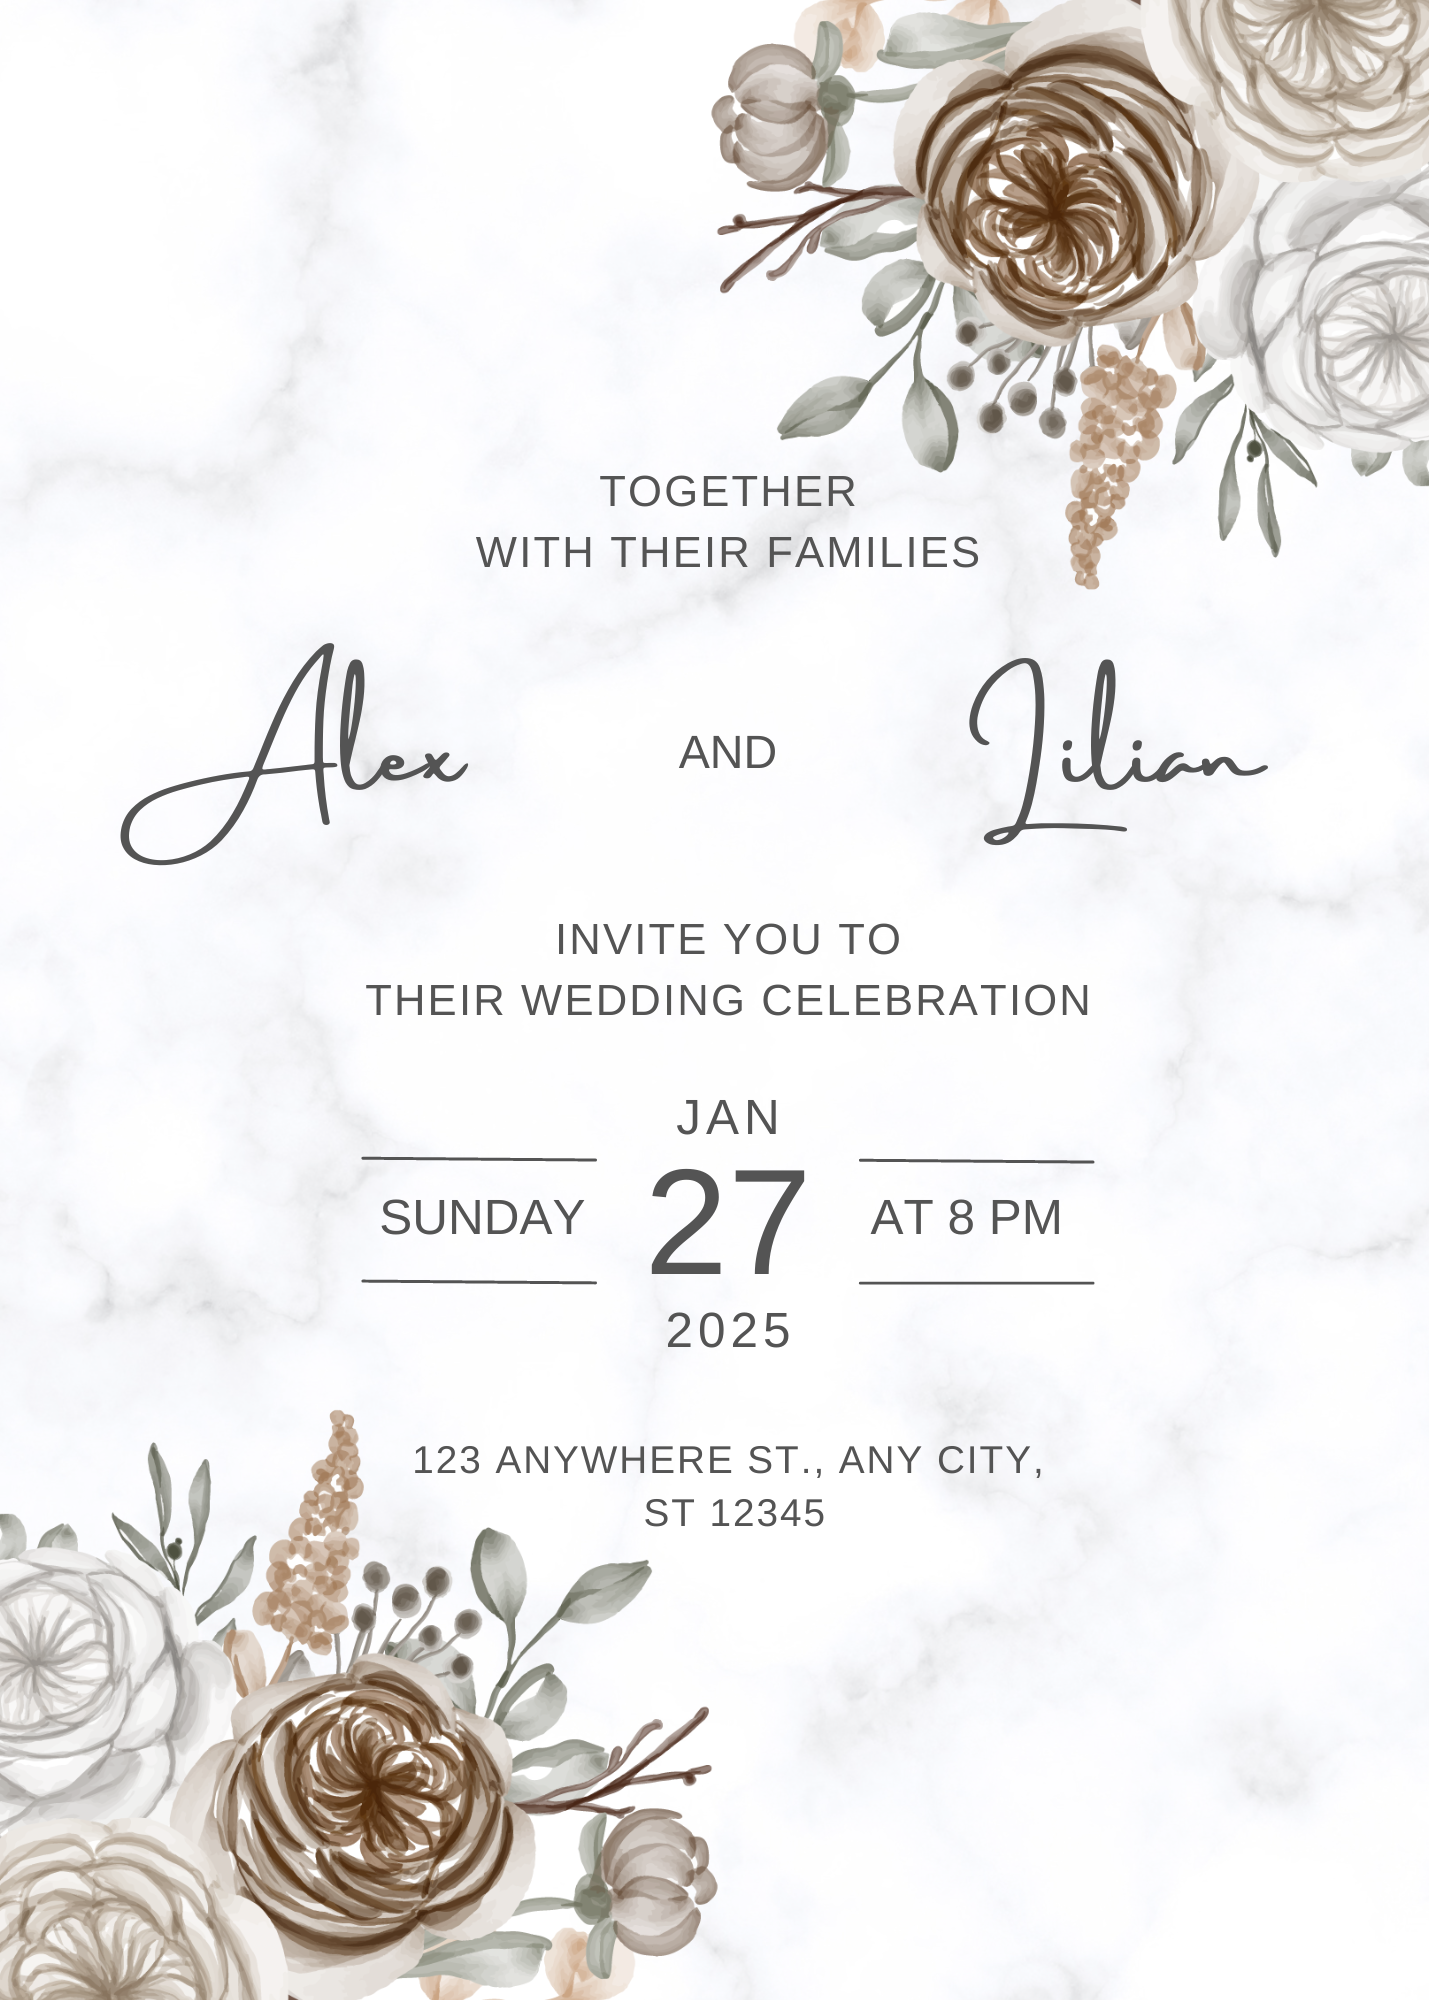 TOGETHER
WITH THEIR FAMILIES
Alex AND Lilian
INVITE YOU TO
THEIR WEDDING CELEBRATION
JAN
SUNDAY 27 AT 8 PM
2025
123 ANYWHERE ST., ANY CITY,
ST 12345